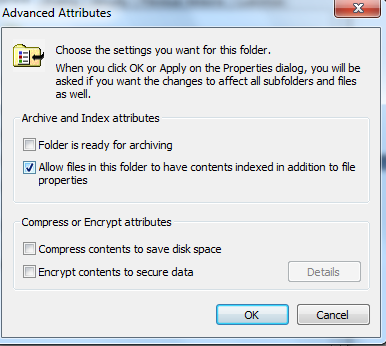 Advanced Attributes
Choose the settings you want for this folder.
When you click OK or Apply on the Properties dialog, you will be
asked if you want the changes to affect all subfolders and files
as well.
Archive and Index attributes
Folder is ready for archiving
Allow files in this folder to have contents indexed in addition to file
properties
Compress or Encrypt attributes
Compress contents to save disk space
Encrypt contents to secure data
Details
OK
Cancel